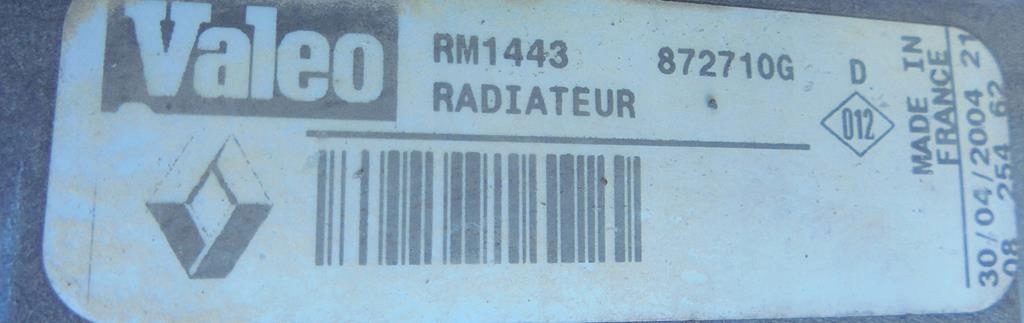 Valeo
RM1443 872710G D
RADIATEUR
012
MADE IN
FRANCE
30/04/2004 21
08 254 62